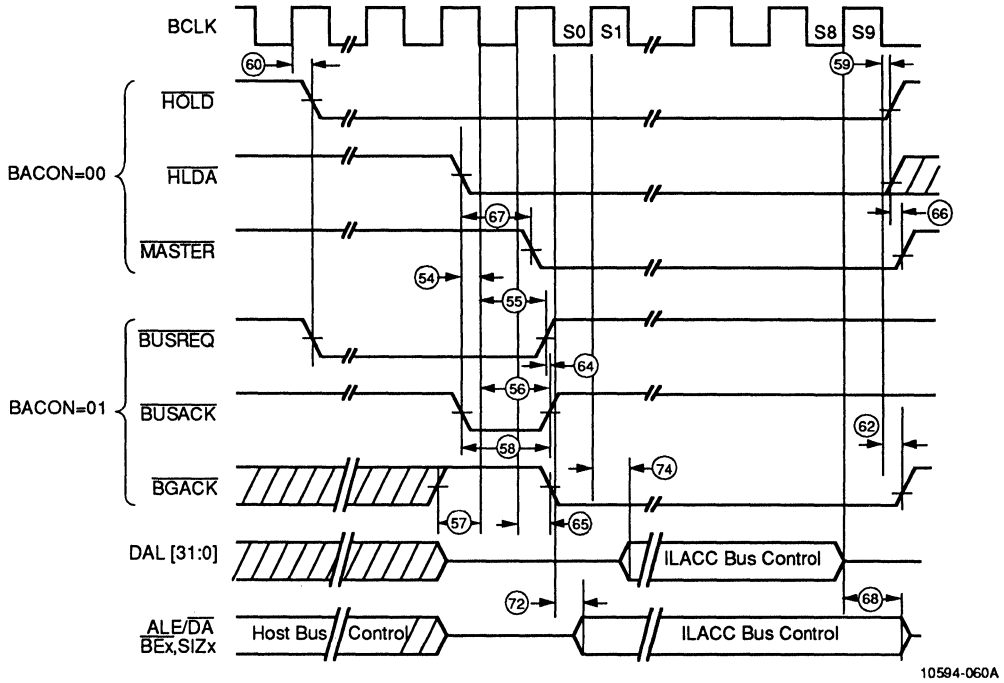 BCLK
S0 S1 S8 S9
60 59
HOLD
BACON=00
HLDA
67 66
MASTER
54
55
BUSREQ
64
56
BACON=01
BUSACK
62
58
74
BGACK
57 65
DAL [31:0] ILACC Bus Control
72 68
ALE/DA
BEx,SIZx Host Bus Control ILACC Bus Control
10594-060A